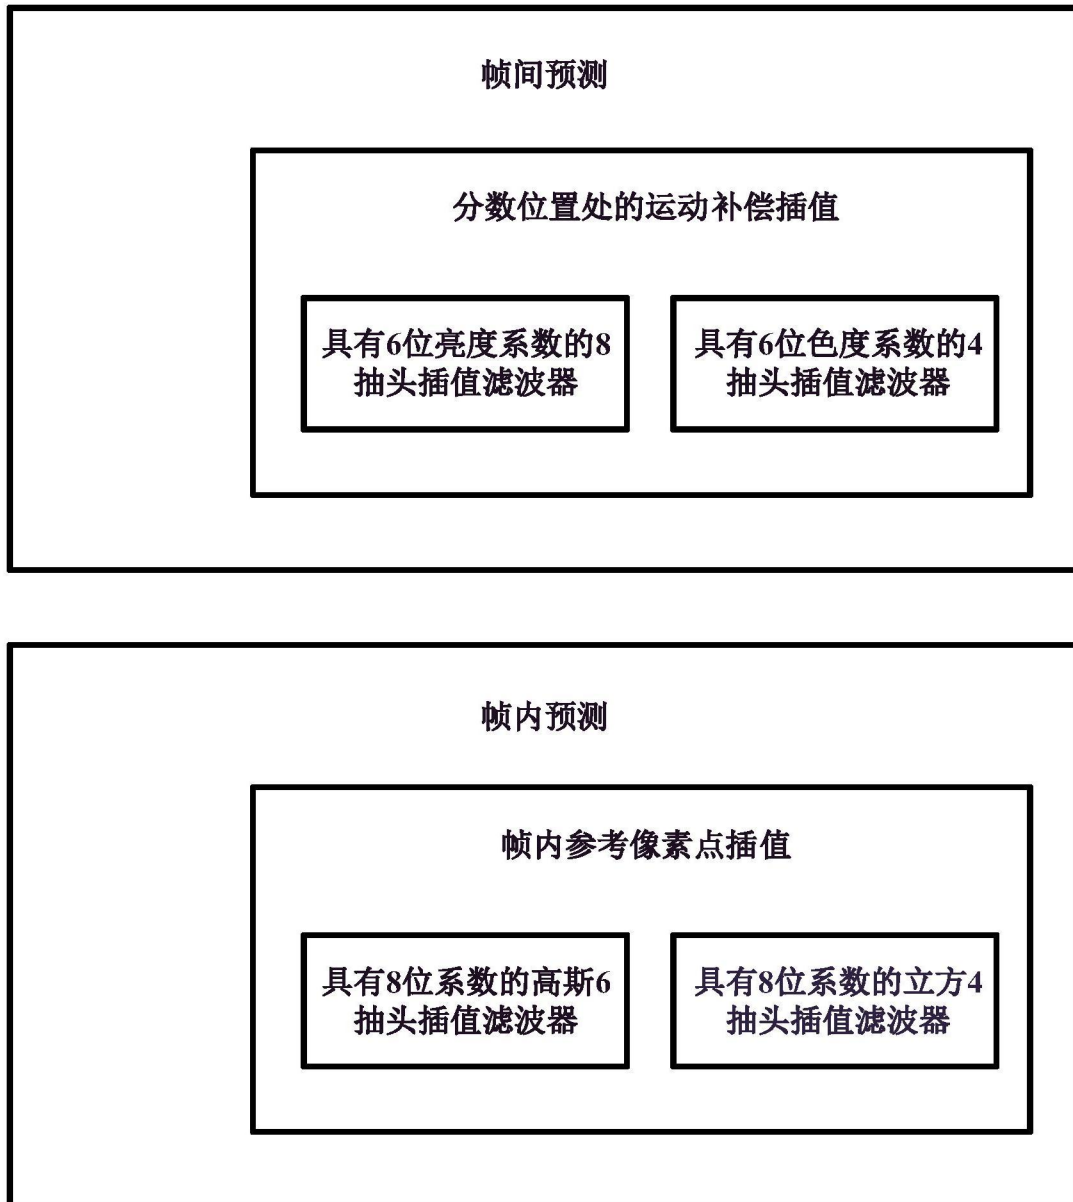 帧间预测
分数位置处的运动补偿插值
具有6位亮度系数的8
抽头插值滤波器
具有6位色度系数的4
抽头插值滤波器
帧内预测
帧内参考像素点插值
具有8位系数的高斯6
抽头插值滤波器
具有8位系数的立方4
抽头插值滤波器